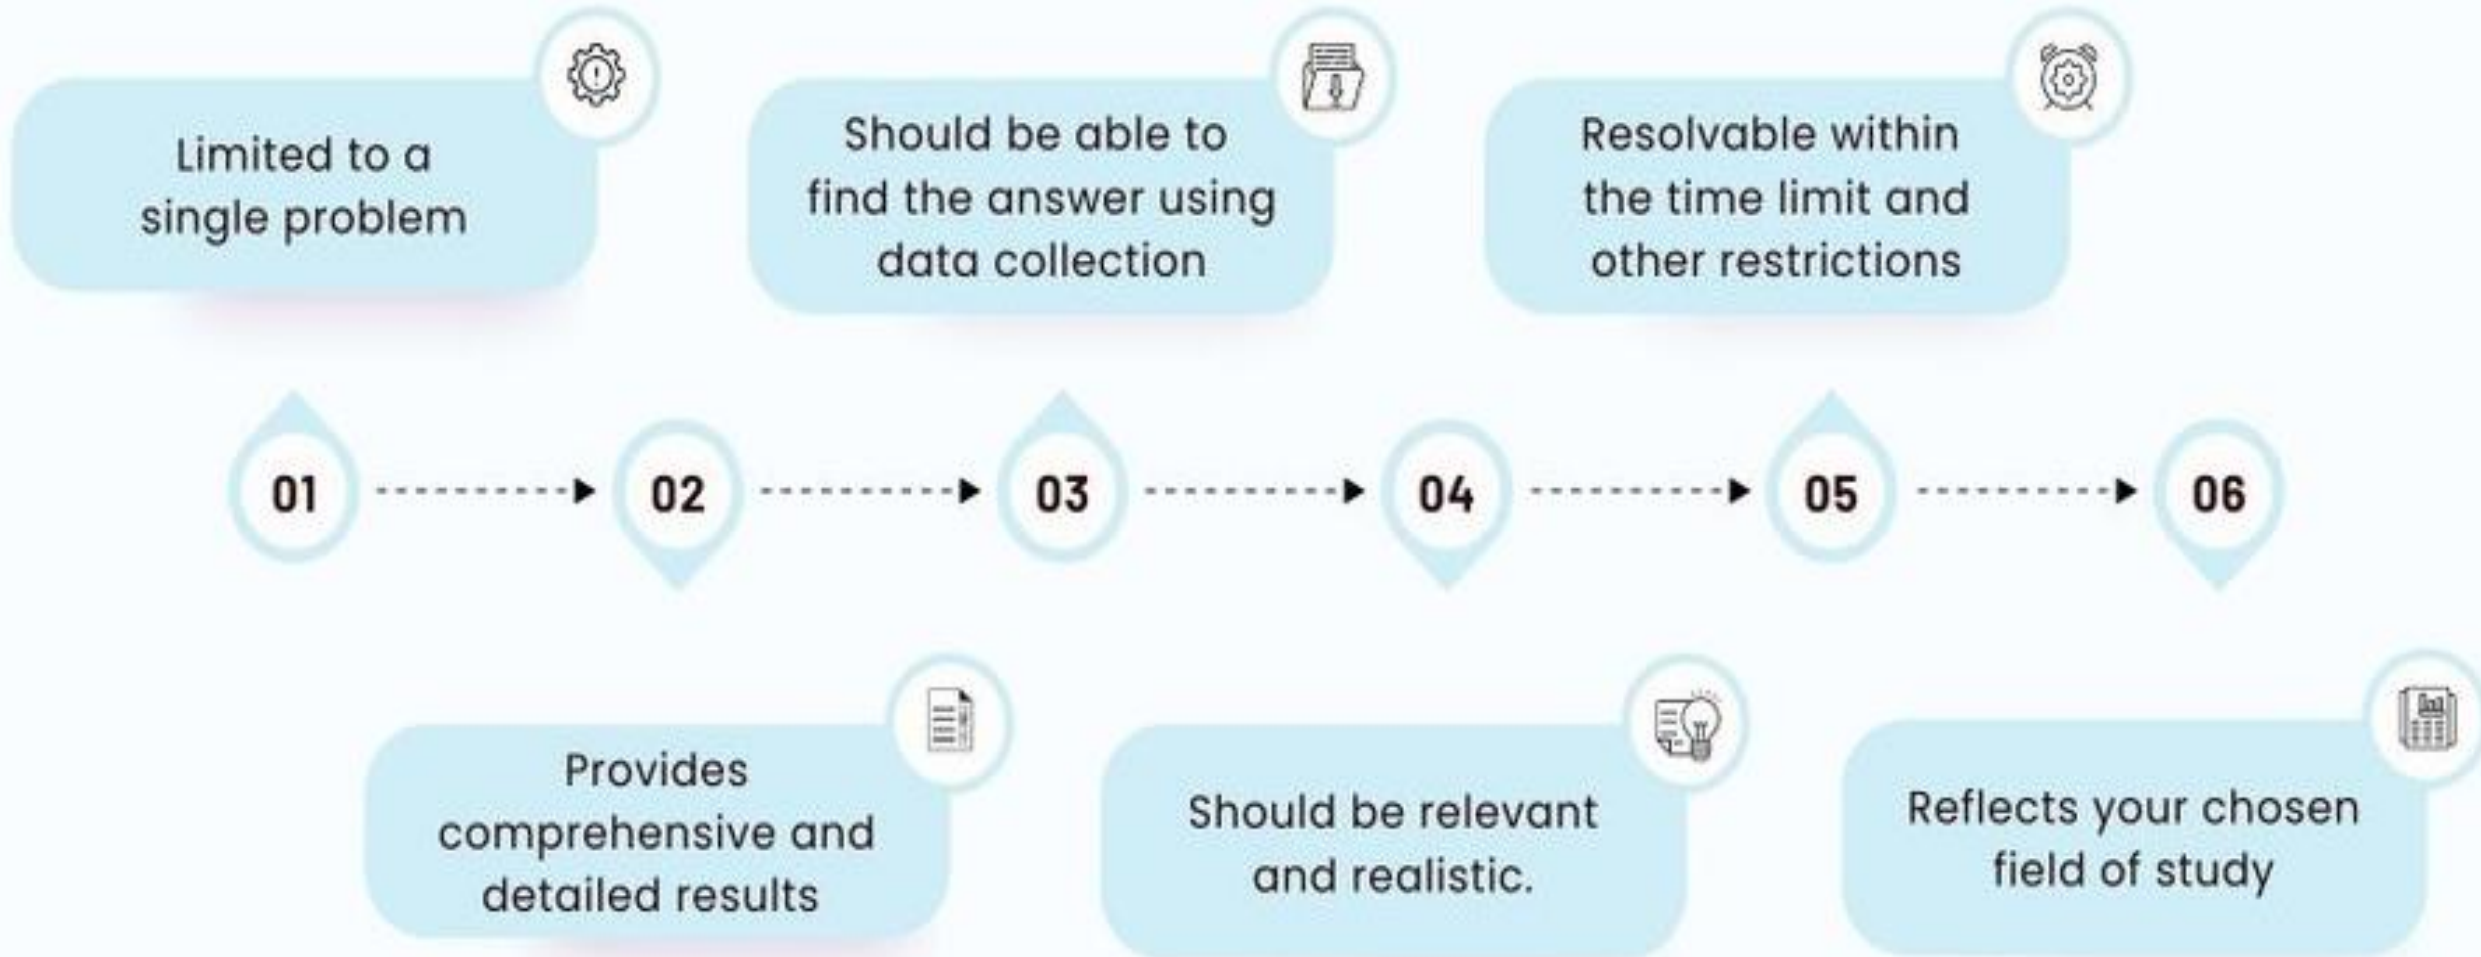 Limited to a
single problem
Should be able to
find the answer using
data collection
Resolvable within
the time limit and
other restrictions
01
02
03
04
05
06
Provides
comprehensive and
detailed results
Should be relevant
and realistic.
Reflects your chosen
field of study